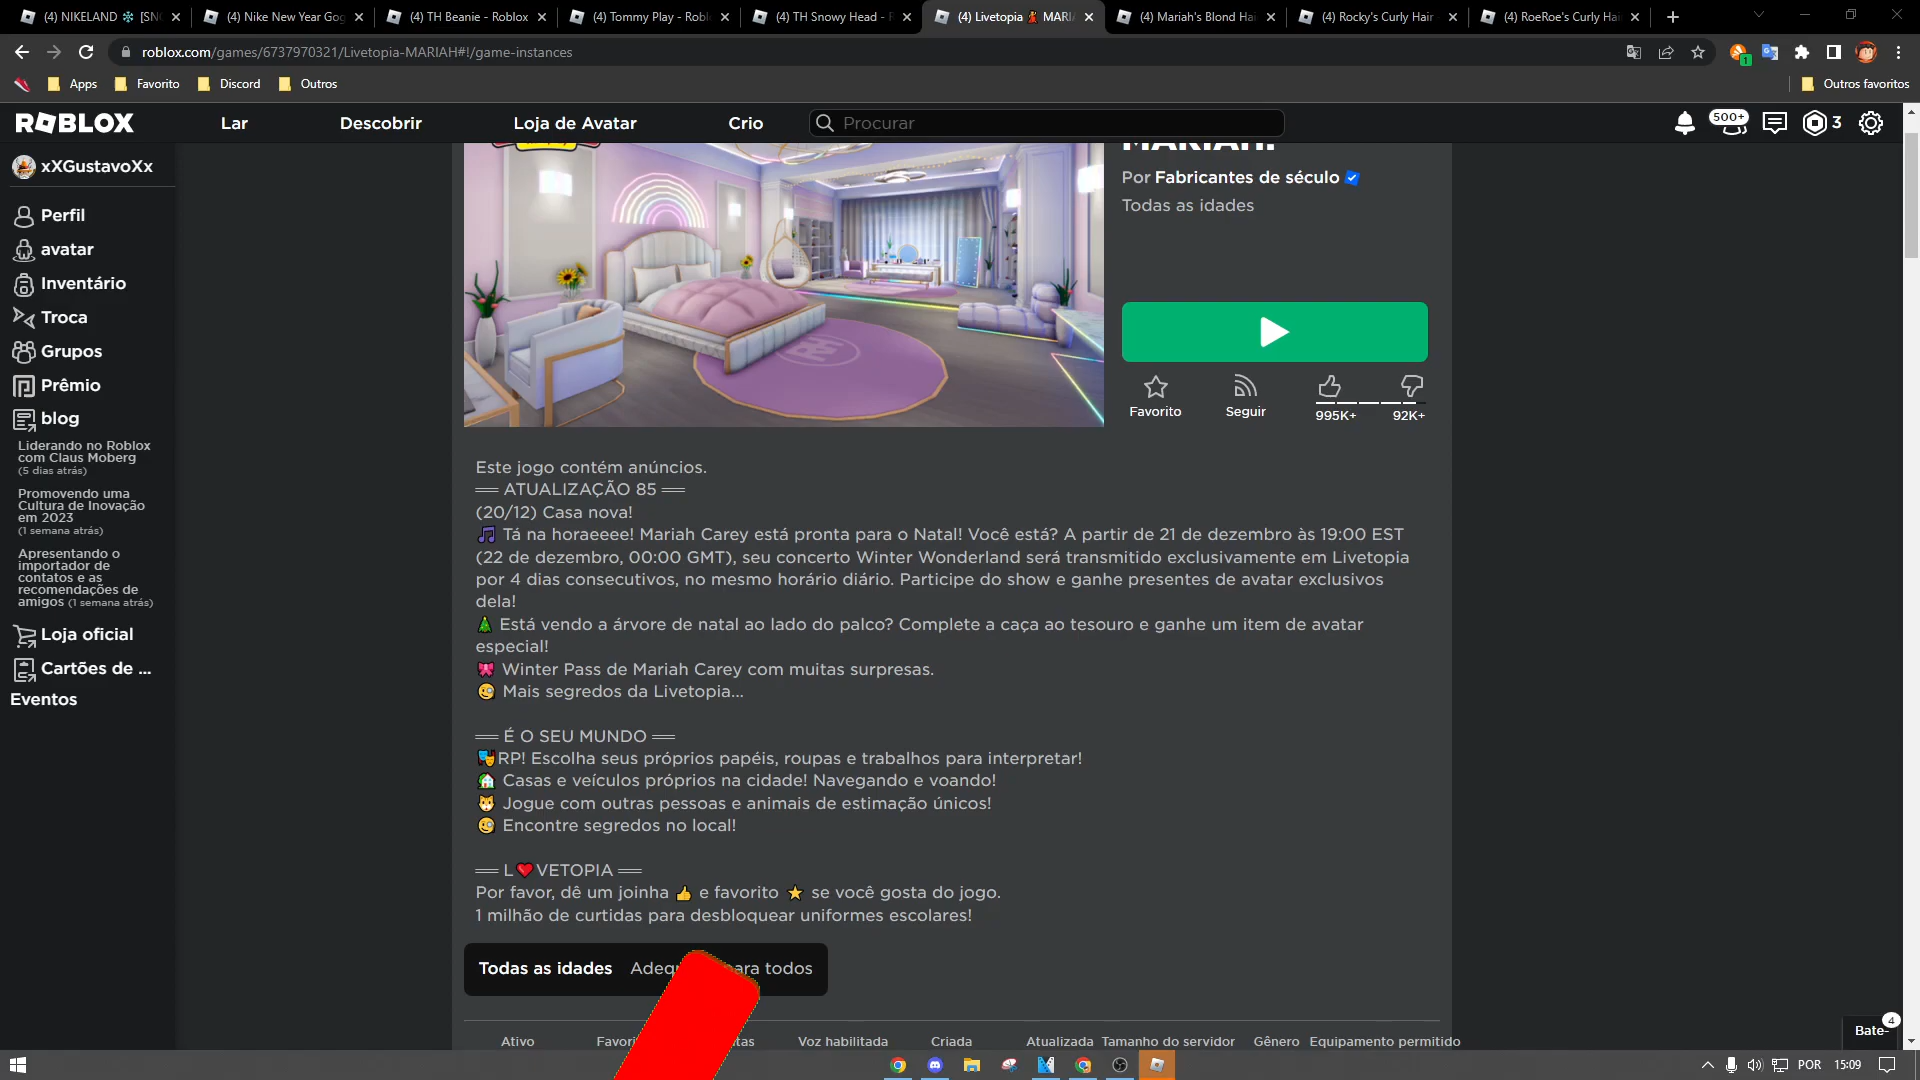 (4) NIKELAND ❄ [SN
(4) Nike New Year Gog
(4) TH Beanie - Roblox
(4) Tommy Play - Robl
(4) TH Snowy Head - R
(4) Livetopia 💃 MARI
(4) Mariah's Blond Hai
(4) Rocky's Curly Hair -
(4) RoeRoe's Curly Hai
roblox.com/games/6737970321/Livetopia-MARIAH#!/game-instances
1
Apps Favorito Discord Outros Outros favoritos
ROBLOX Lar Descobrir Loja de Avatar Crio Procurar 500+ 3
xXGustavoXx
Perfil
avatar
Inventário
Troca
Grupos
Prêmio
blog
Liderando no Roblox
com Claus Moberg
(5 dias atrás)
Promovendo uma
Cultura de Inovação
em 2023
(1 semana atrás)
Apresentando o
importador de
contatos e as
recomendações de
amigos (1 semana atrás)
Loja oficial
Cartões de ...
Eventos
MARIAH!
Por Fabricantes de século
Todas as idades
Favorito Seguir 995K+ 92K+
Este jogo contém anúncios.
══ ATUALIZAÇÃO 85 ══
(20/12) Casa nova!
🎵 Tá na horaeeee! Mariah Carey está pronta para o Natal! Você está? A partir de 21 de dezembro às 19:00 EST
(22 de dezembro, 00:00 GMT), seu concerto Winter Wonderland será transmitido exclusivamente em Livetopia
por 4 dias consecutivos, no mesmo horário diário. Participe do show e ganhe presentes de avatar exclusivos
dela!
🎄 Está vendo a árvore de natal ao lado do palco? Complete a caça ao tesouro e ganhe um item de avatar
especial!
🎀 Winter Pass de Mariah Carey com muitas surpresas.
🧐 Mais segredos da Livetopia...
══ É O SEU MUNDO ══
🎭RP! Escolha seus próprios papéis, roupas e trabalhos para interpretar!
🏠 Casas e veículos próprios na cidade! Navegando e voando!
🐱 Jogue com outras pessoas e animais de estimação únicos!
🧐 Encontre segredos no local!
══ L❤️VETOPIA ══
Por favor, dê um joinha 👍 e favorito ⭐ se você gosta do jogo.
1 milhão de curtidas para desbloquear uniformes escolares!
Todas as idades para todos
Ativo Voz habilitada Criada Atualizada Tamanho do servidor Gênero Equipamento permitido
Bate- 4
POR 15:09